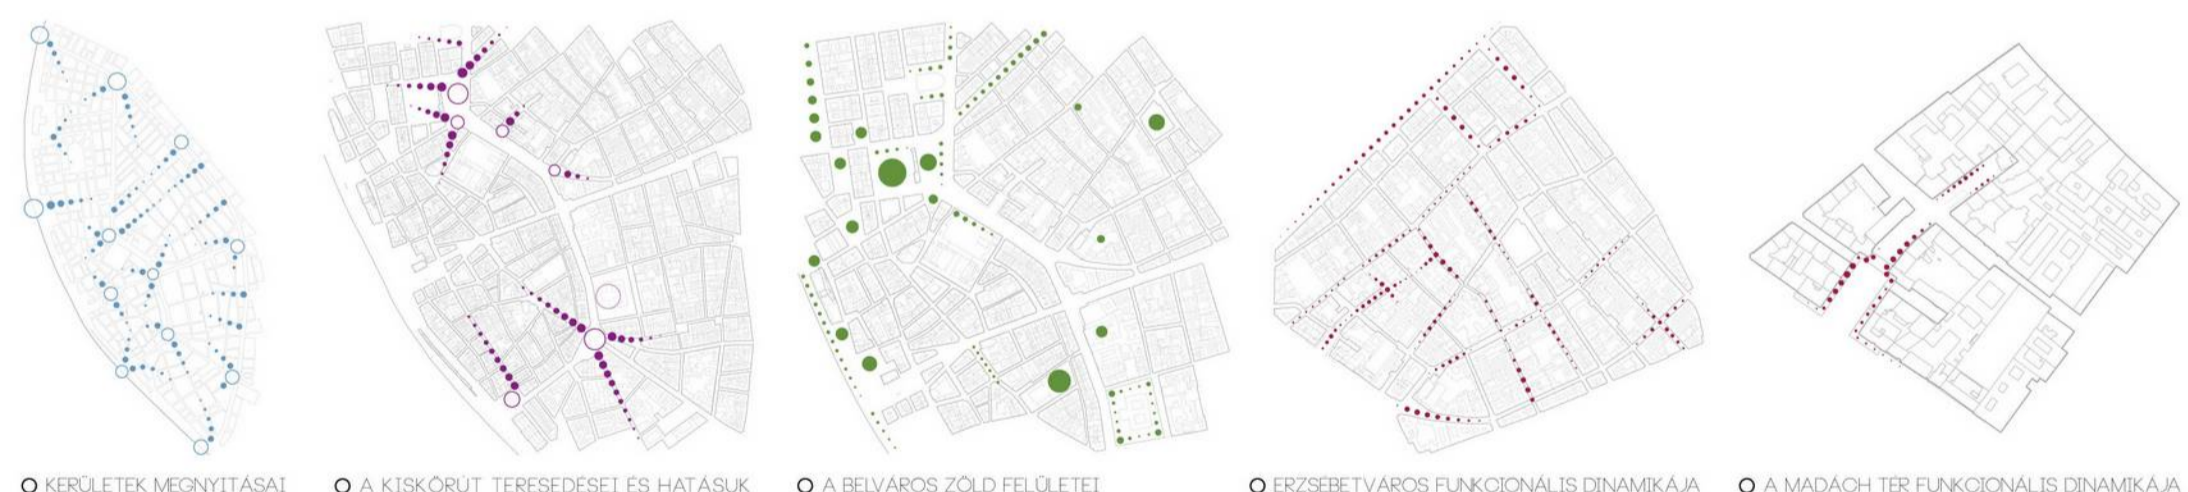 KERÜLETEK MEGNYITÁSAI
A KISKÖRÚT TERESEDÉSEI ÉS HATÁSUK
A BELVÁROS ZÖLD FELÜLETEI
ERZSÉBETVÁROS FUNKCIONÁLIS DINAMIKÁJA
A MADÁCH TÉR FUNKCIONÁLIS DINAMIKÁJA